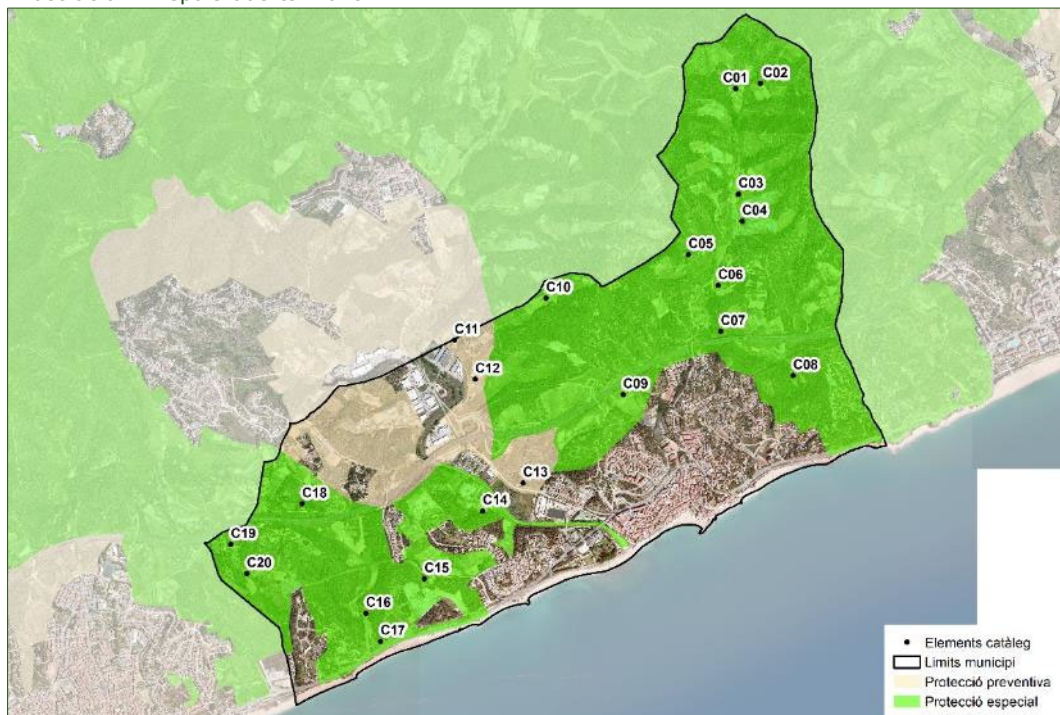 C01
C02
C03
C04
C05
C06
C07
C08
C09
C10
C11
C12
C13
C14
C15
C16
C17
C18
C19
C20
Elements catàleg
Límits municipi
Protecció preventiva
Protecció especial